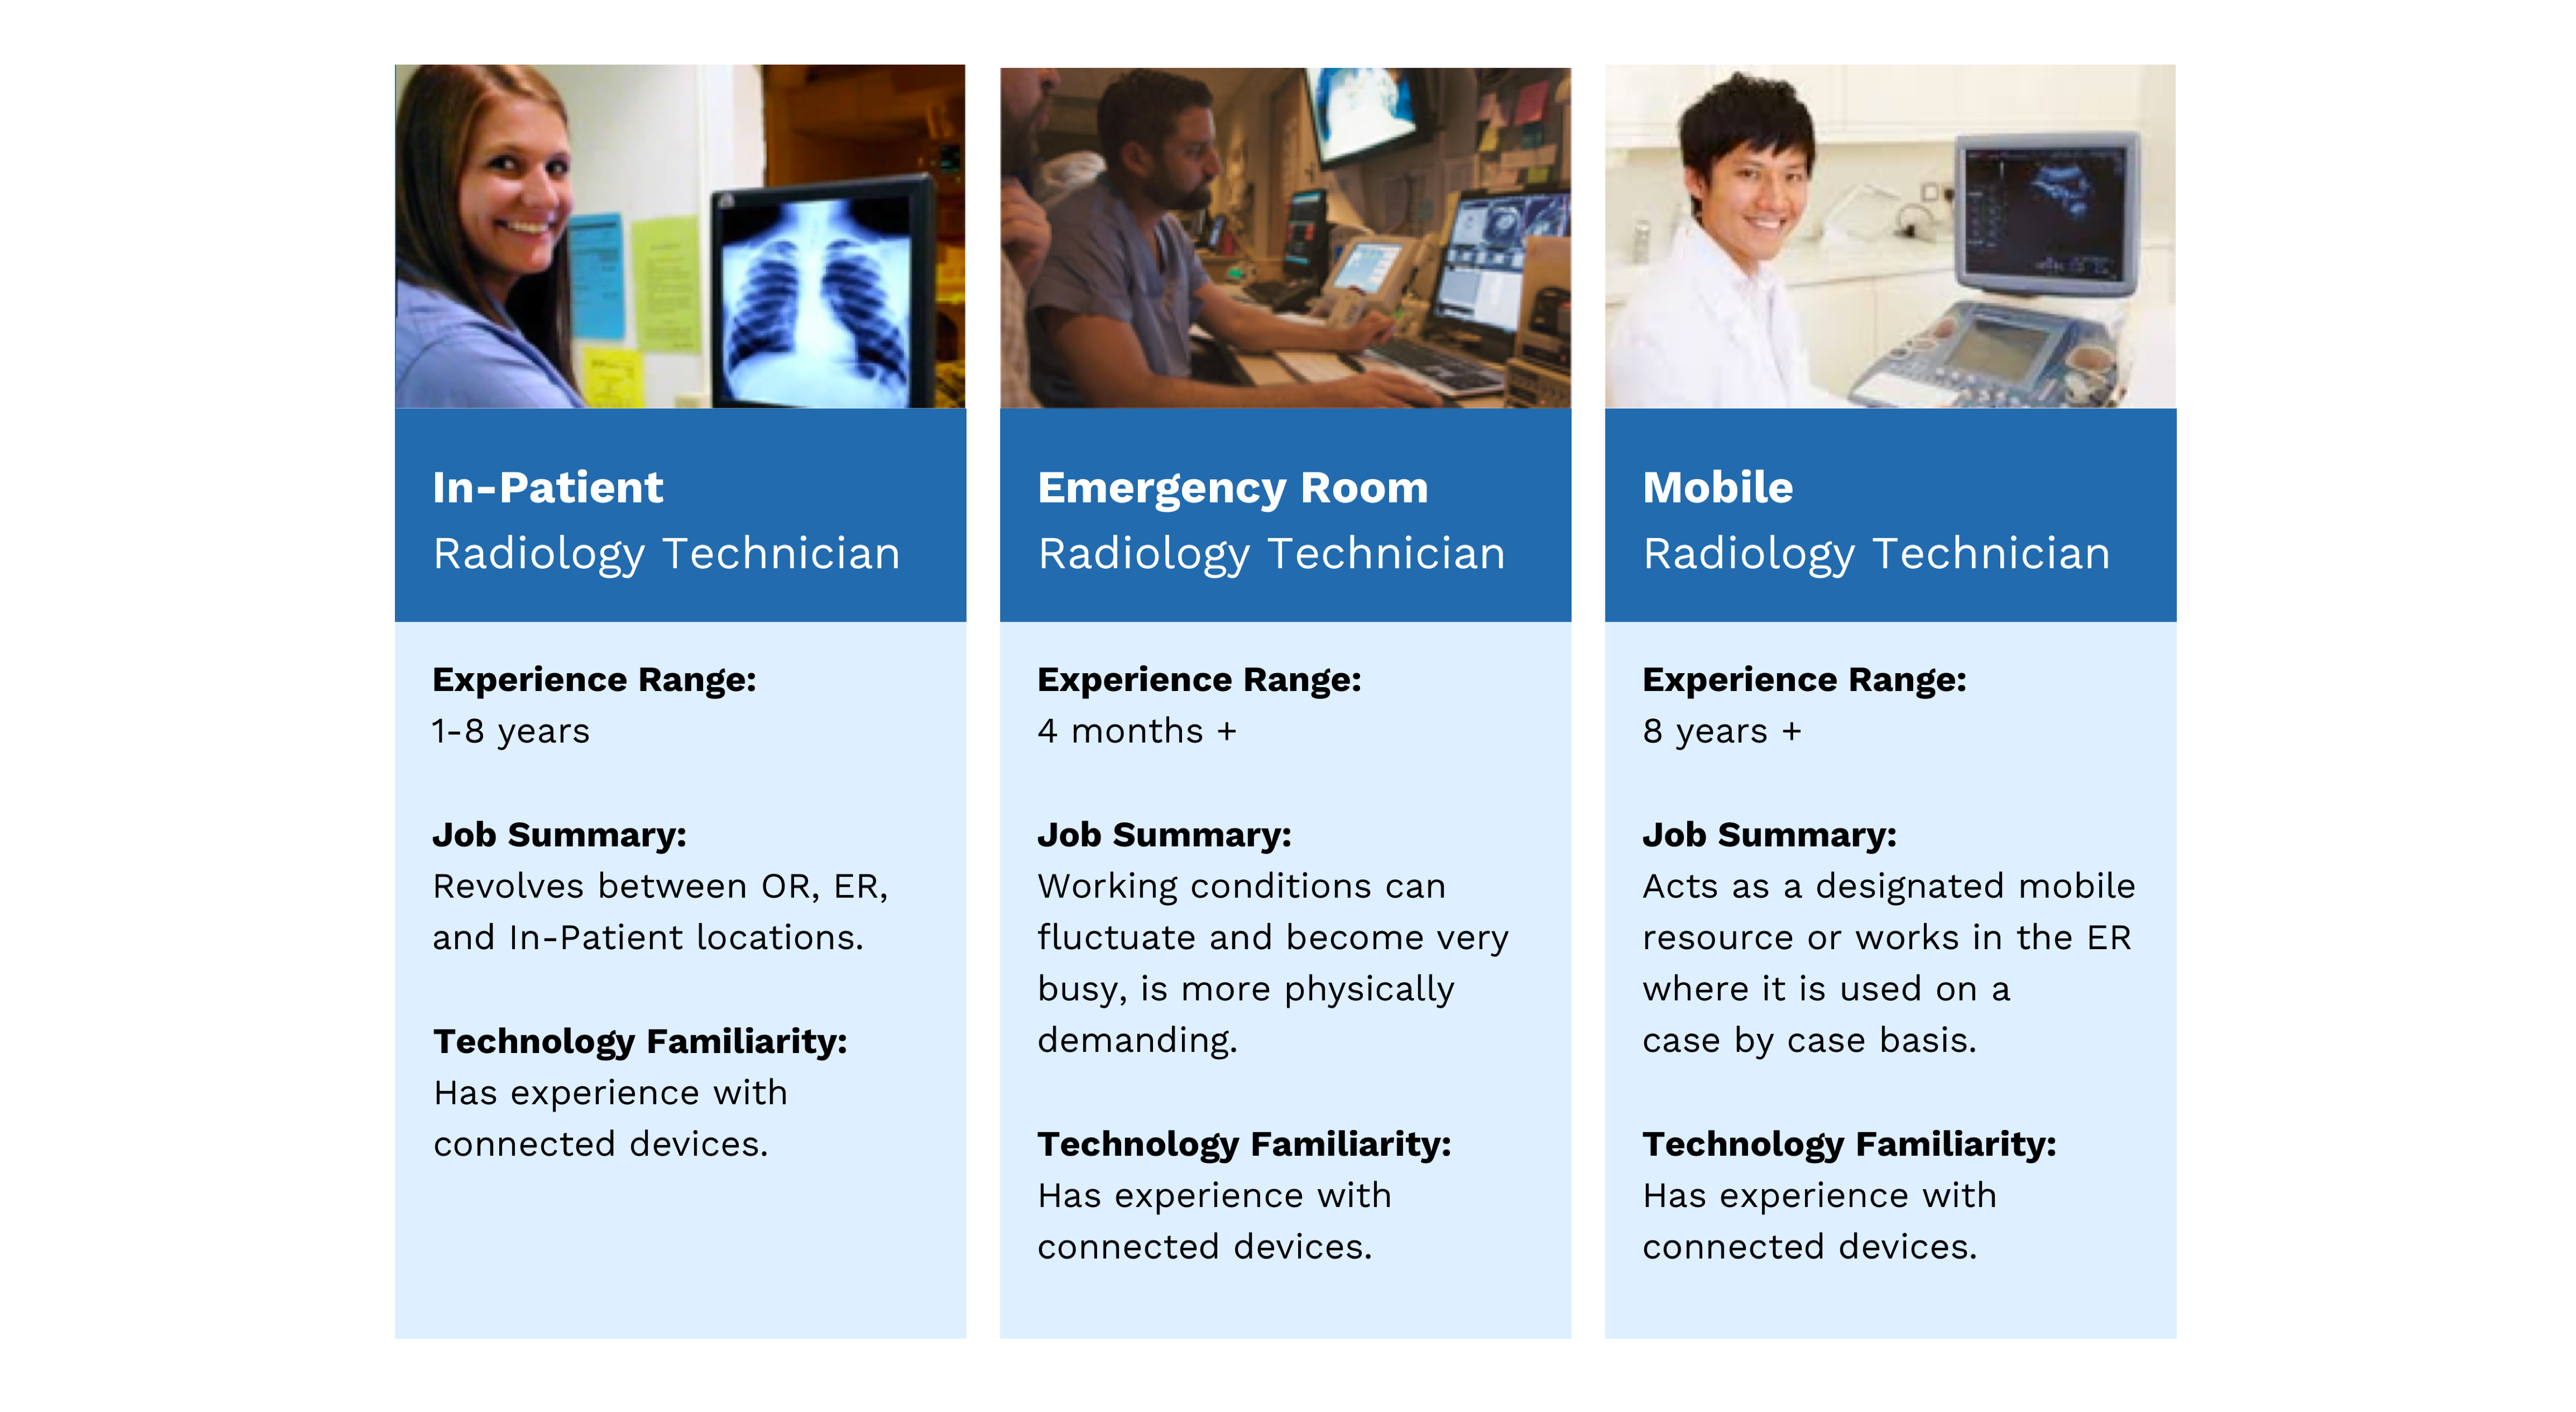 In-Patient
Radiology Technician
Experience Range:
1-8 years
Job Summary:
Revolves between OR, ER,
and In-Patient locations.
Technology Familiarity:
Has experience with
connected devices.
Emergency Room
Radiology Technician
Experience Range:
4 months +
Job Summary:
Working conditions can
fluctuate and become very
busy, is more physically
demanding.
Technology Familiarity:
Has experience with
connected devices.
Mobile
Radiology Technician
Experience Range:
8 years +
Job Summary:
Acts as a designated mobile
resource or works in the ER
where it is used on a
case by case basis.
Technology Familiarity:
Has experience with
connected devices.